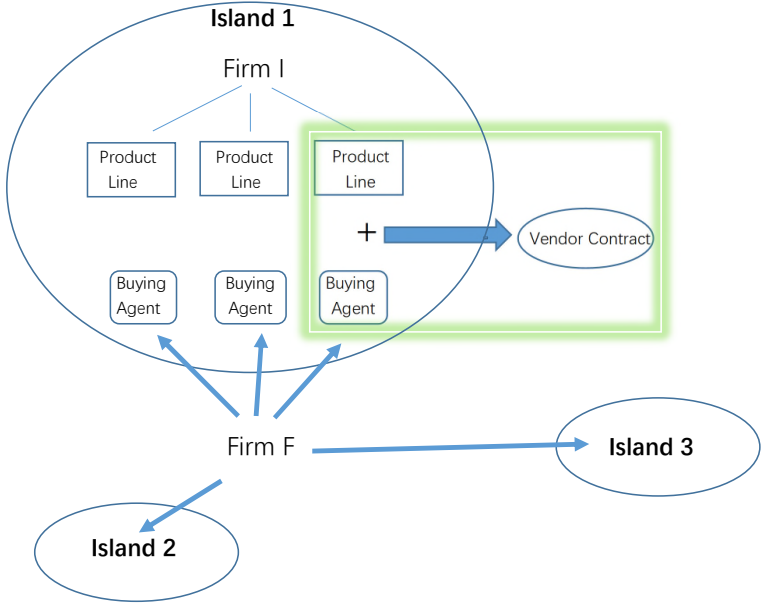 Island 1
Firm I
Product
Line
Product
Line
Product
Line
+
Vendor Contract
Buying
Agent
Buying
Agent
Buying
Agent
Firm F
Island 3
Island 2